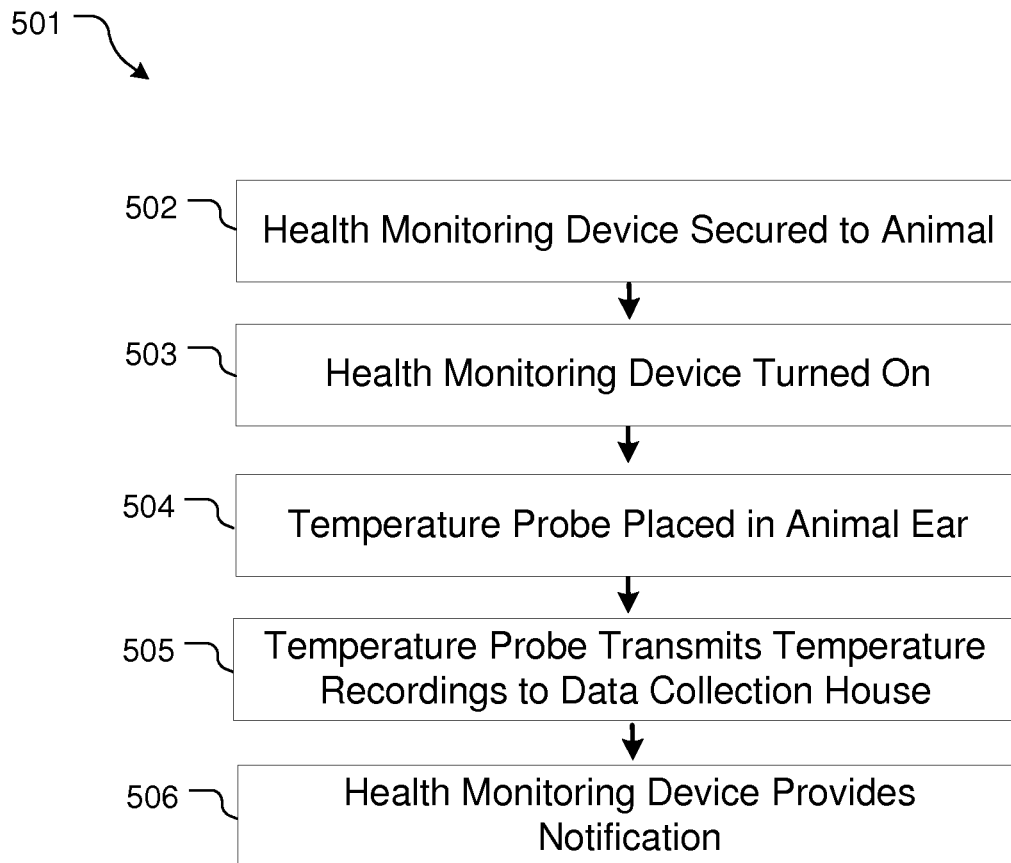 501
502
Health Monitoring Device Secured to Animal
503
Health Monitoring Device Turned On
504
Temperature Probe Placed in Animal Ear
505
Temperature Probe Transmits Temperature
Recordings to Data Collection House
506
Health Monitoring Device Provides
Notification